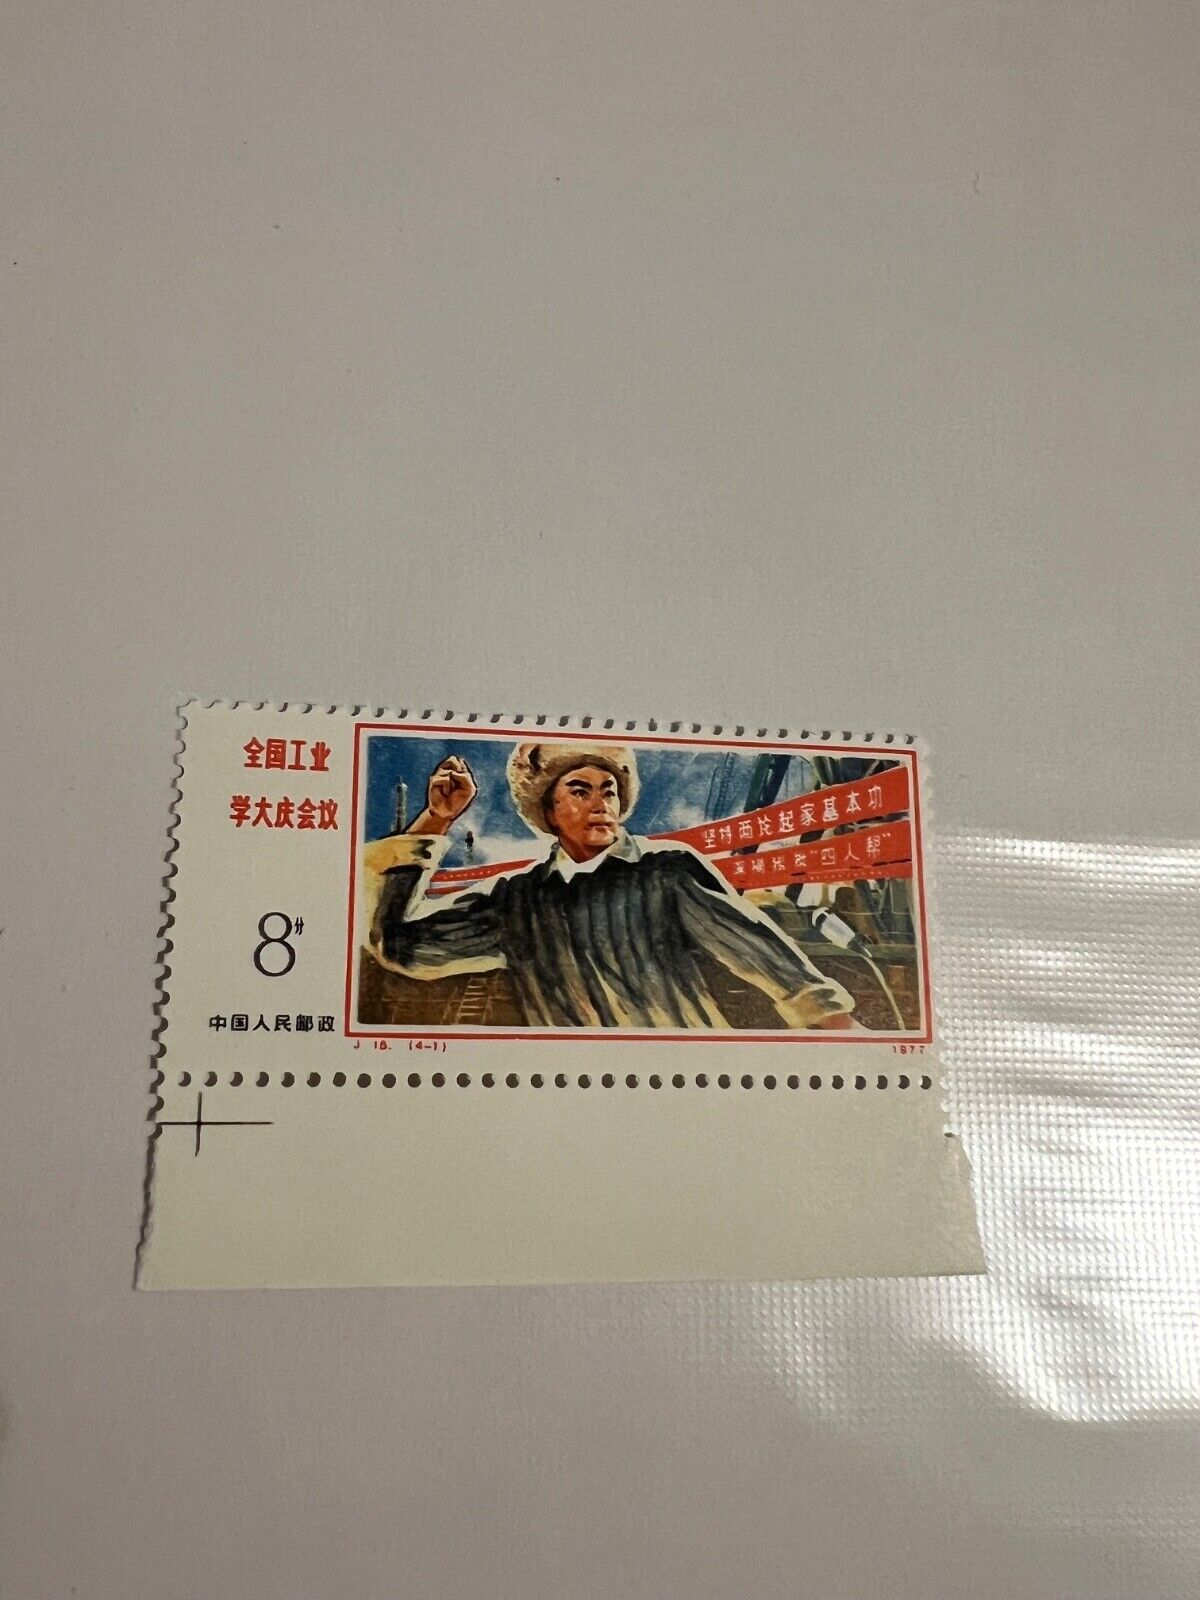 全国工业
学大庆会议
8分
中国人民邮政
坚持两论起家基本功
深揭狠批"四人帮"
J 16. (4-1)
1977